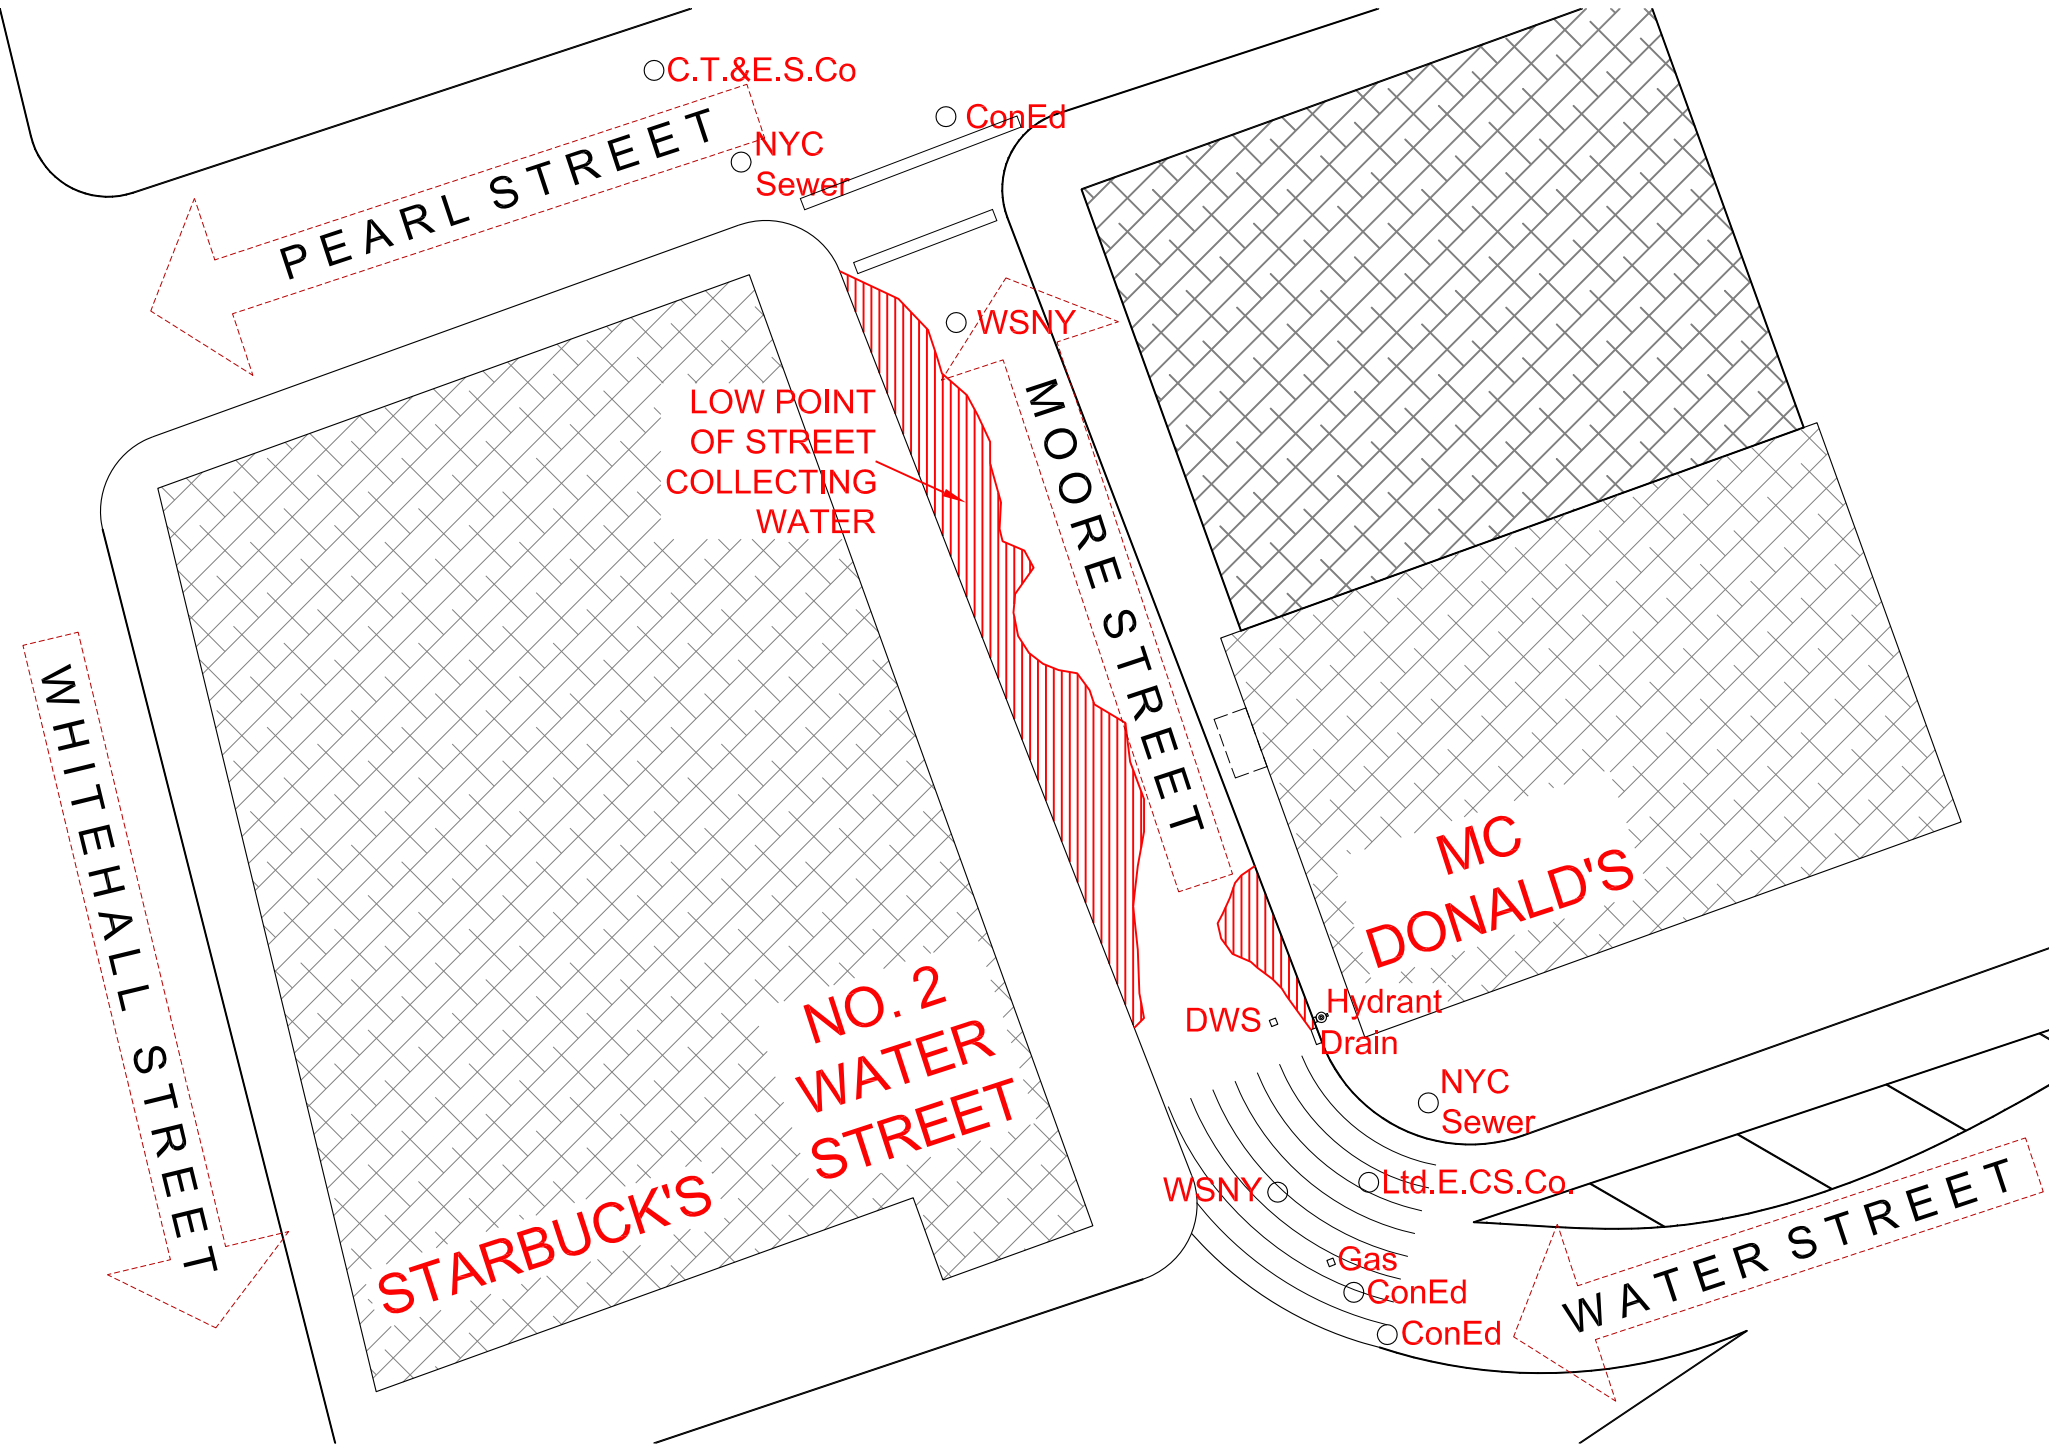 C.T.&E.S.Co
ConEd
NYC
Sewer
PEARL STREET
WSNY
LOW POINT
OF STREET
COLLECTING
WATER
MOORE STREET
WHITEHALL STREET
MC
DONALD'S
NO. 2
WATER
STREET
STARBUCK'S
DWS
Hydrant
Drain
NYC
Sewer
WSNY
Ltd.E.CS.Co.
Gas
ConEd
ConEd
WATER STREET